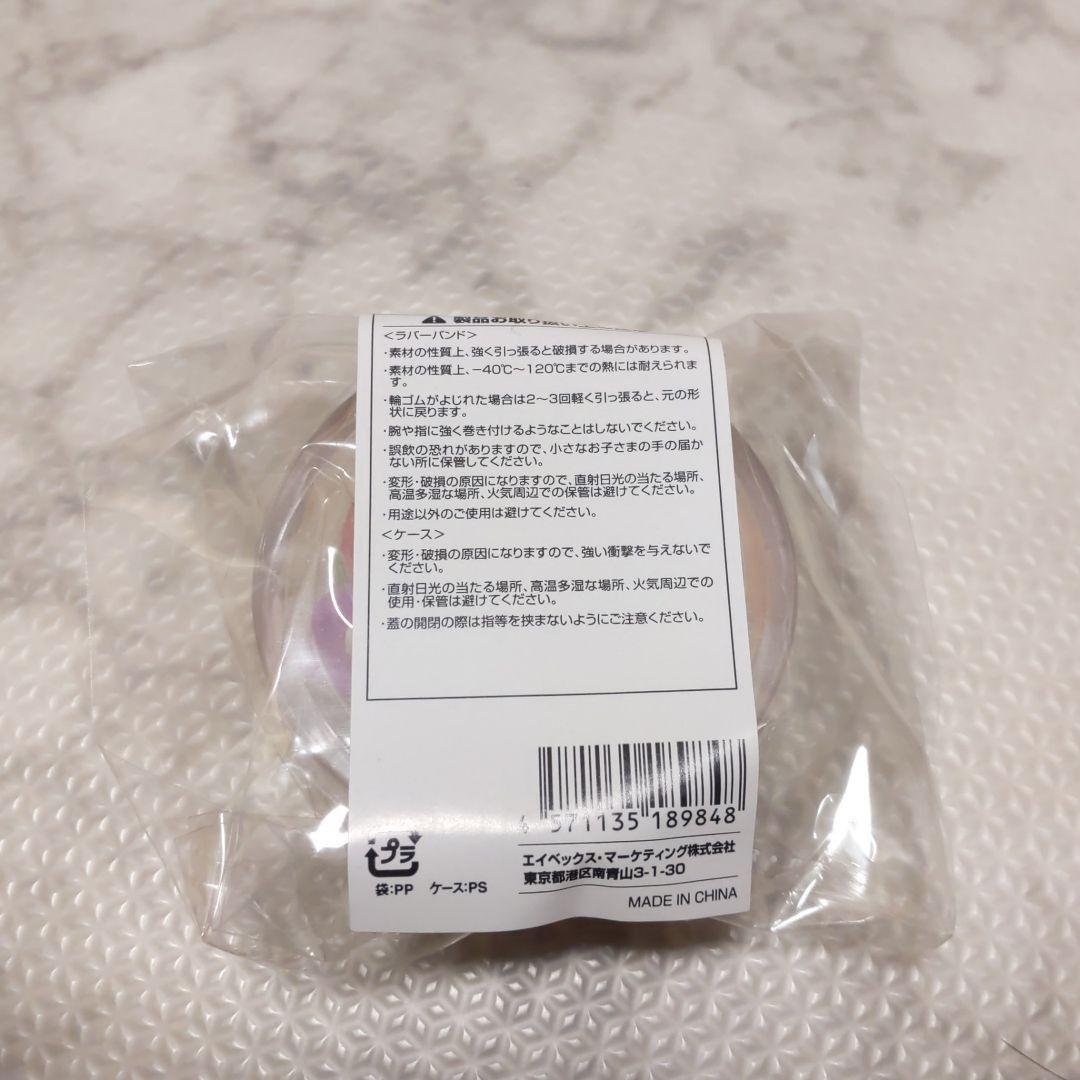 製品お取り扱い
<ラバーバンド>
・素材の性質上、強く引っ張ると破損する場合があります。
・素材の性質上、−40℃〜120℃までの熱には耐えられま
す。
・輪ゴムがよじれた場合は2〜3回軽く引っ張ると、元の形
状に戻ります。
・腕や指に強く巻き付けるようなことはしないでください。
・誤飲の恐れがありますので、小さなお子さまの手の届か
ない所に保管してください。
・変形・破損の原因になりますので、直射日光の当たる場所、
高温多湿な場所、火気周辺での保管は避けてください。
・用途以外のご使用は避けてください。
<ケース>
・変形・破損の原因になりますので、強い衝撃を与えないで
ください。
・直射日光の当たる場所、高温多湿な場所、火気周辺での
使用・保管は避けてください。
・蓋の開閉の際は指等を挟まないようにご注意ください。
4 571135 189848
プラ
袋:PP ケース:PS
エイベックス・マーケティング株式会社
東京都港区南青山3-1-30
MADE IN CHINA